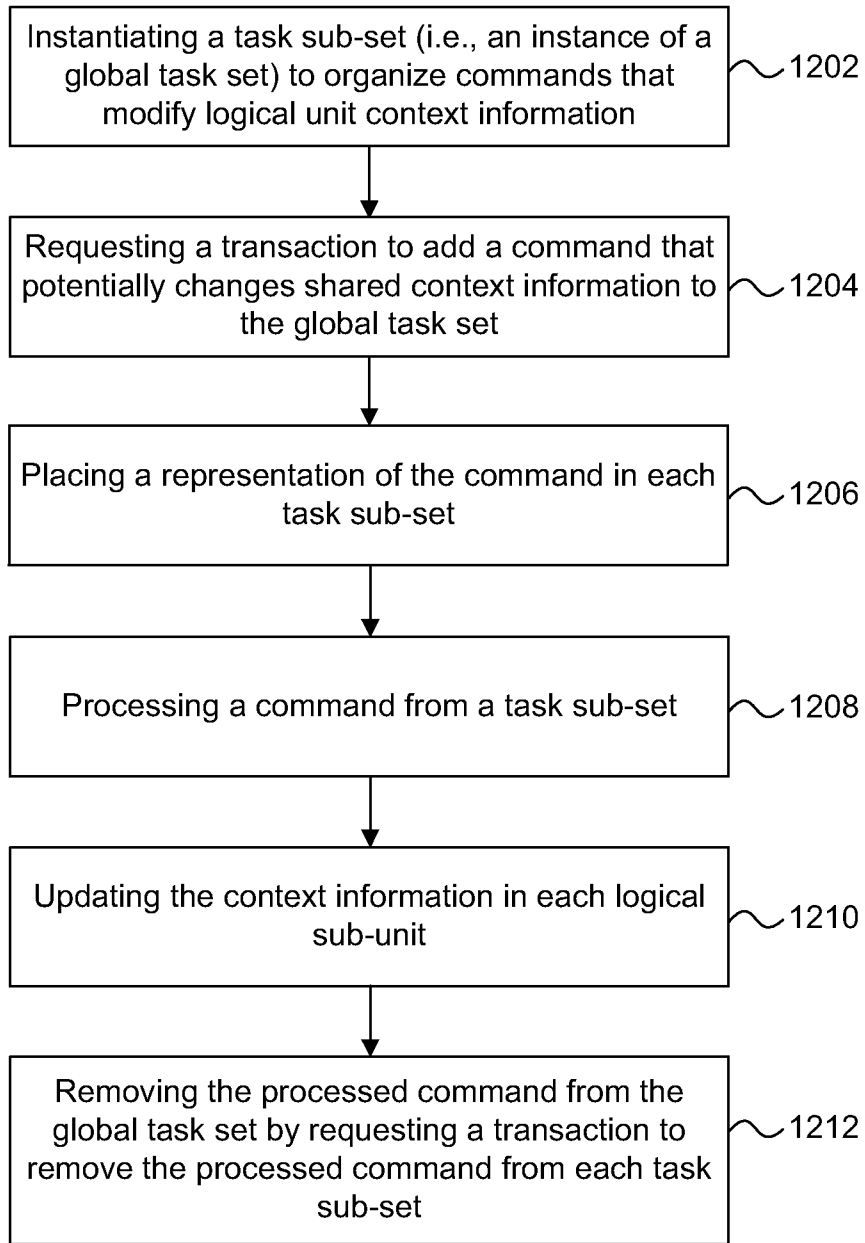 Instantiating a task sub-set (i.e., an instance of a
global task set) to organize commands that
modify logical unit context information
1202
Requesting a transaction to add a command that
potentially changes shared context information to
the global task set
1204
Placing a representation of the command in each
task sub-set
1206
Processing a command from a task sub-set
1208
Updating the context information in each logical
sub-unit
1210
Removing the processed command from the
global task set by requesting a transaction to
remove the processed command from each task
sub-set
1212